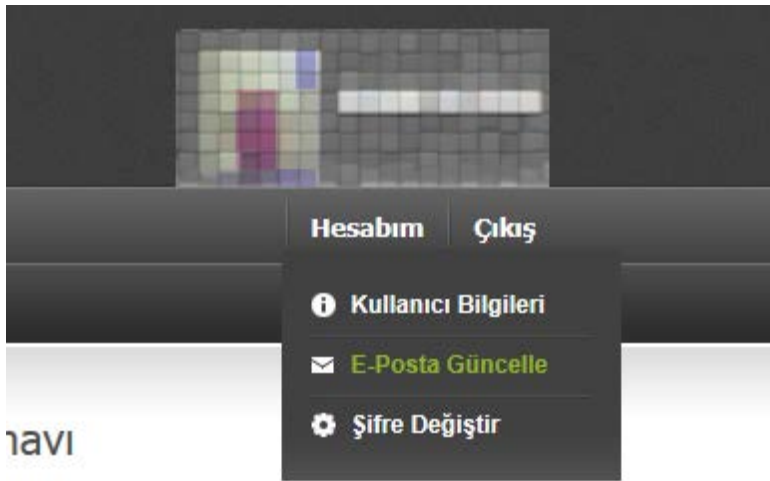 Hesabım Çıkış
Kullanıcı Bilgileri
E-Posta Güncelle
Şifre Değiştir